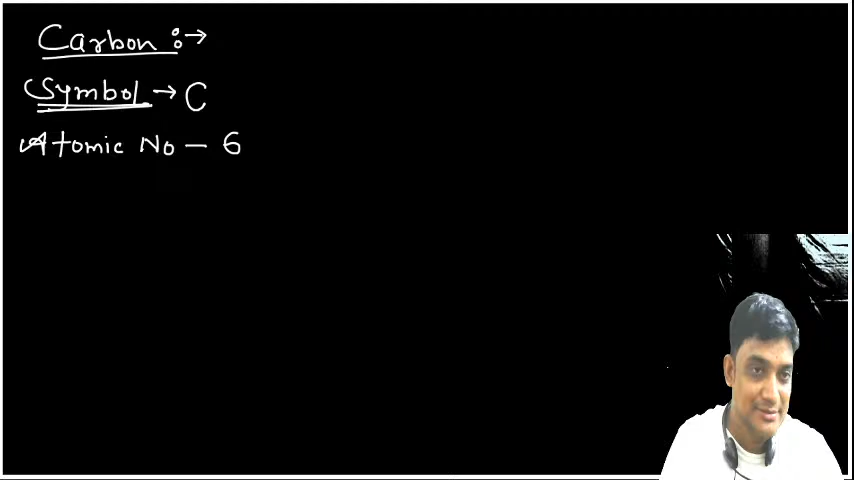 Carbon :→
Symbol → C
Atomic No – 6